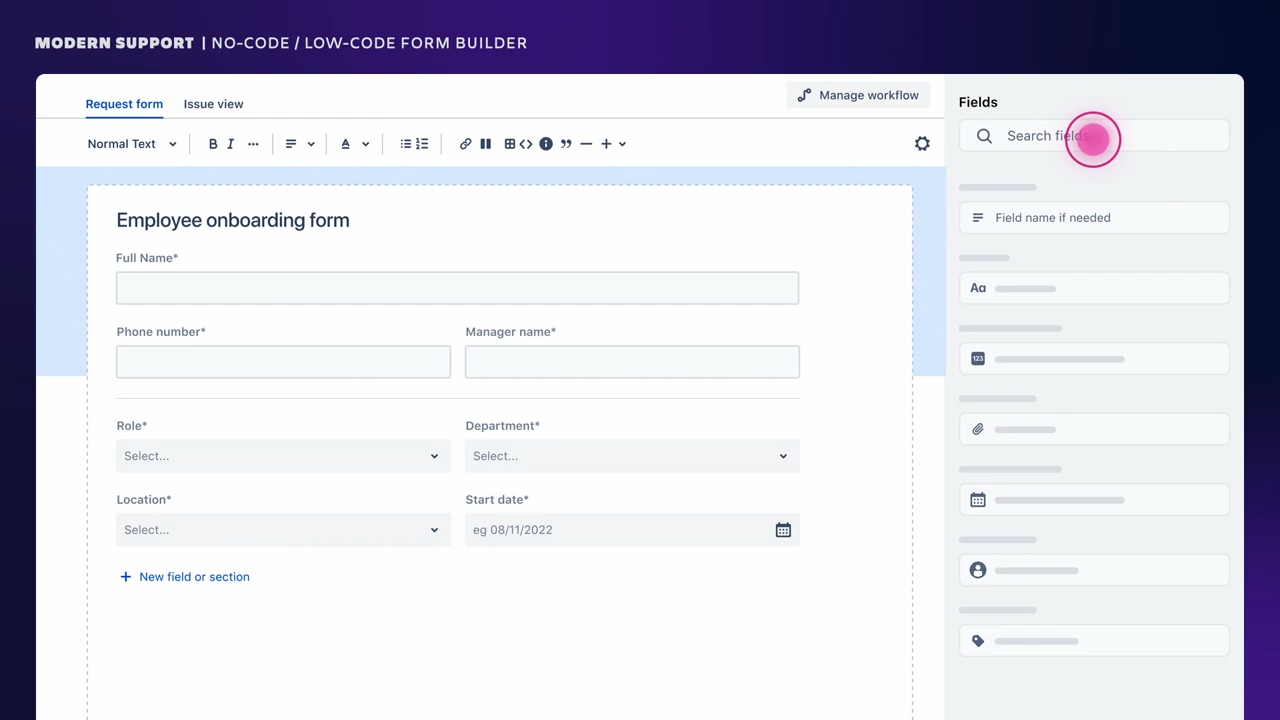 MODERN SUPPORT | NO-CODE / LOW-CODE FORM BUILDER
Request form Issue view
Manage workflow
Normal Text B I ••• A
Employee onboarding form
Full Name*
Phone number* Manager name*
Role* Department*
Select... Select...
Location* Start date*
Select... eg 08/11/2022
+ New field or section
Fields
Search fields
Field name if needed
Aa
123